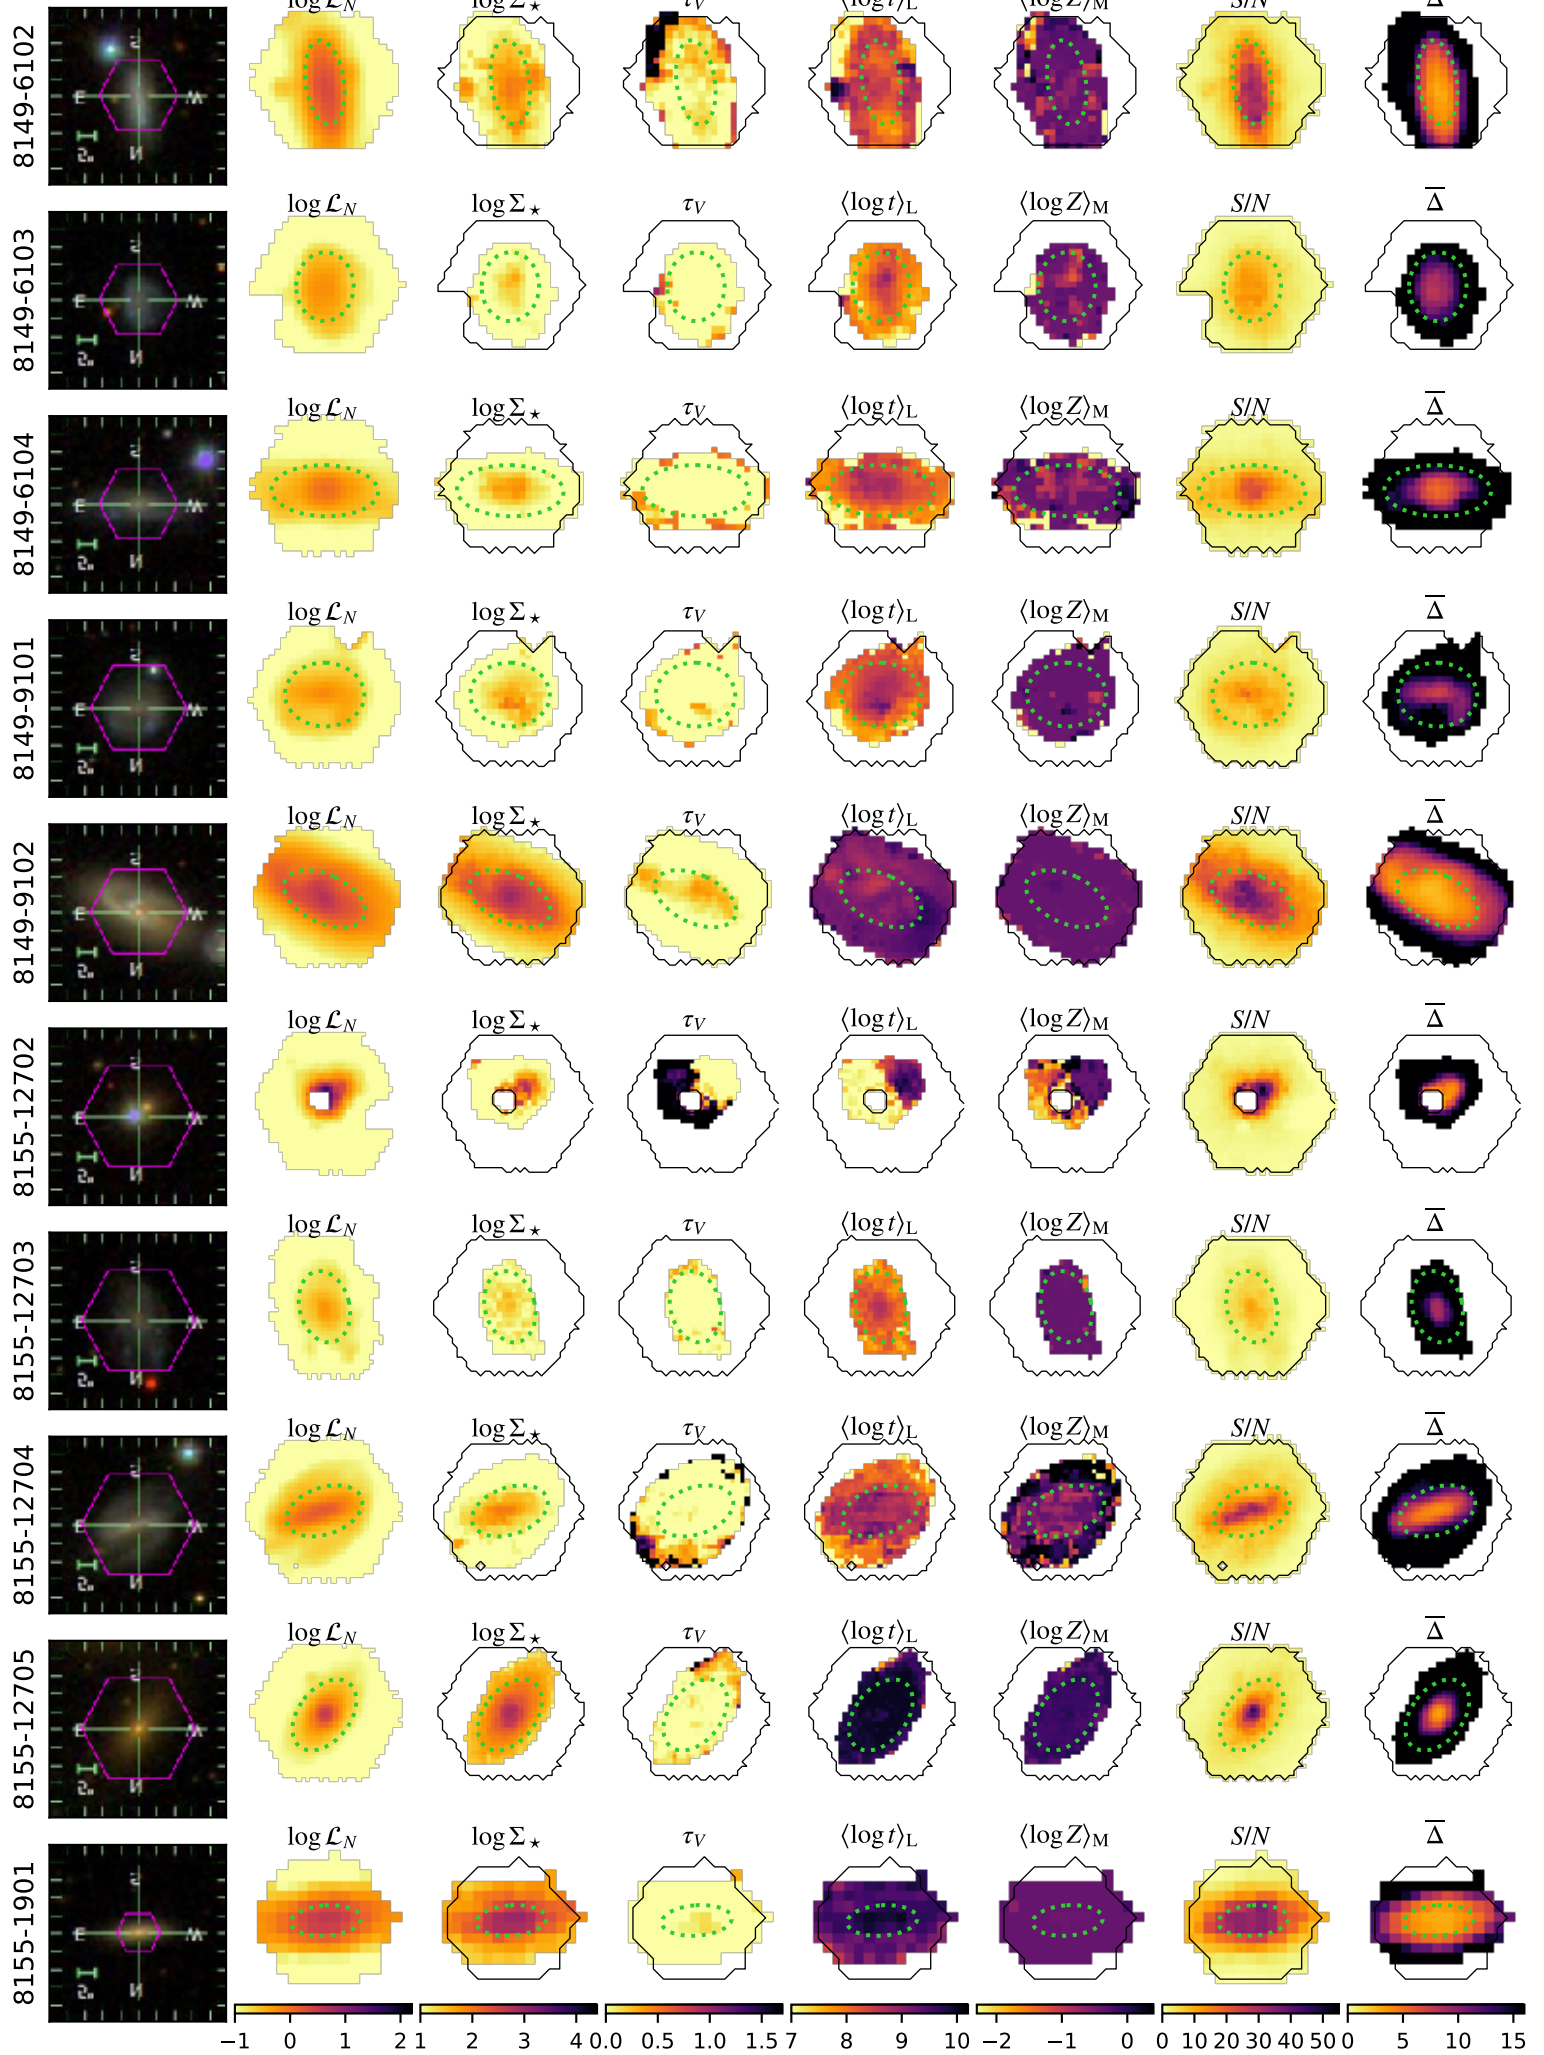 8149-6102
log 𝓛_N log Σ⋆ τ_V ⟨log t⟩_L ⟨log Z⟩_M S/N Δ̅
8149-6103
log 𝓛_N log Σ⋆ τ_V ⟨log t⟩_L ⟨log Z⟩_M S/N Δ̅
8149-6104
log 𝓛_N log Σ⋆ τ_V ⟨log t⟩_L ⟨log Z⟩_M S/N Δ̅
8149-9101
log 𝓛_N log Σ⋆ τ_V ⟨log t⟩_L ⟨log Z⟩_M S/N Δ̅
8149-9102
log 𝓛_N log Σ⋆ τ_V ⟨log t⟩_L ⟨log Z⟩_M S/N Δ̅
8155-12702
log 𝓛_N log Σ⋆ τ_V ⟨log t⟩_L ⟨log Z⟩_M S/N Δ̅
8155-12703
log 𝓛_N log Σ⋆ τ_V ⟨log t⟩_L ⟨log Z⟩_M S/N Δ̅
8155-12704
log 𝓛_N log Σ⋆ τ_V ⟨log t⟩_L ⟨log Z⟩_M S/N Δ̅
8155-12705
log 𝓛_N log Σ⋆ τ_V ⟨log t⟩_L ⟨log Z⟩_M S/N Δ̅
8155-1901
log 𝓛_N log Σ⋆ τ_V ⟨log t⟩_L ⟨log Z⟩_M S/N Δ̅
−1 0 1 2 1 2 3 4 0.0 0.5 1.0 1.5 7 8 9 10 −2 −1 0 0 10 20 30 40 50 0 5 10 15